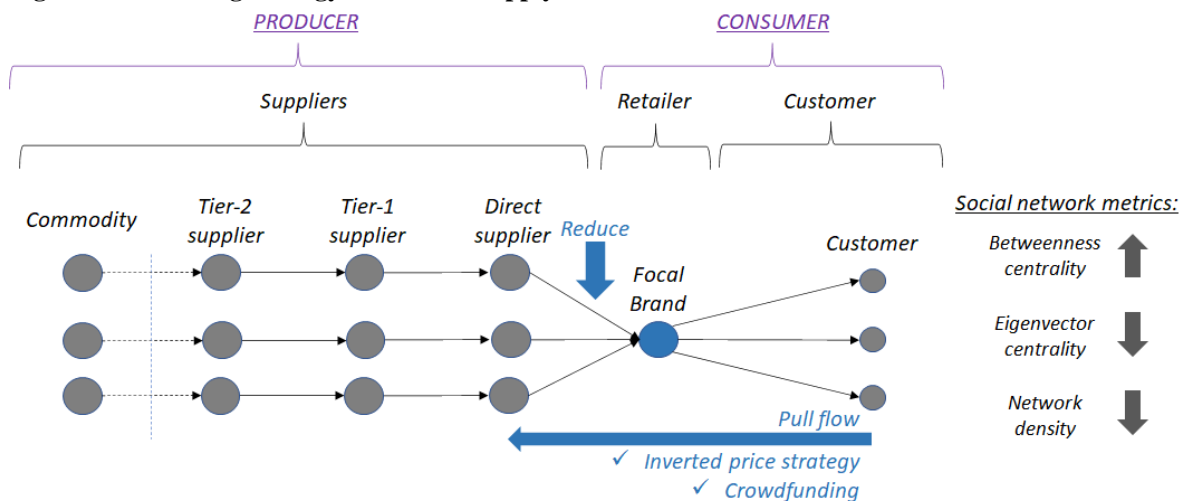 PRODUCER
CONSUMER
Suppliers
Retailer
Customer
Commodity
Tier-2
supplier
Tier-1
supplier
Direct
supplier
Reduce
Focal
Brand
Customer
Social network metrics:
Betweenness
centrality
Eigenvector
centrality
Network
density
Pull flow
✓ Inverted price strategy
✓ Crowdfunding